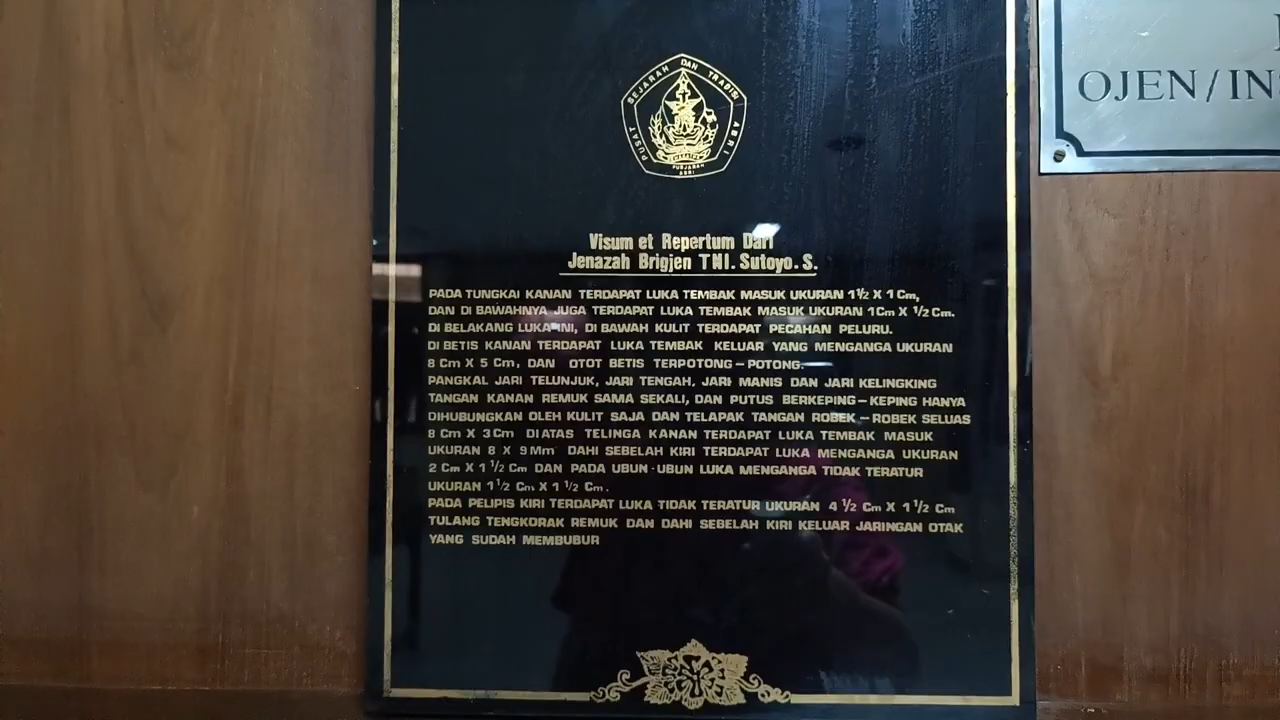 PUSAT SEJARAH DAN TRADISI ABRI
PUSJARAH
ABRI
OJEN/IN
Visum et Repertum Dari
Jenazah Brigjen TNI. Sutoyo. S.
PADA TUNGKAI KANAN TERDAPAT LUKA TEMBAK MASUK UKURAN 1½ X 1 Cm,
DAN DI BAWAHNYA JUGA TERDAPAT LUKA TEMBAK MASUK UKURAN 1Cm X ½ Cm.
DI BELAKANG LUKA INI, DI BAWAH KULIT TERDAPAT PECAHAN PELURU.
DI BETIS KANAN TERDAPAT LUKA TEMBAK KELUAR YANG MENGANGA UKURAN
8 Cm X 5 Cm, DAN OTOT BETIS TERPOTONG – POTONG.
PANGKAL JARI TELUNJUK, JARI TENGAH, JARI MANIS DAN JARI KELINGKING
TANGAN KANAN REMUK SAMA SEKALI, DAN PUTUS BERKEPING – KEPING HANYA
DIHUBUNGKAN OLEH KULIT SAJA DAN TELAPAK TANGAN ROBEK – ROBEK SELUAS
8 Cm X 3 Cm DIATAS TELINGA KANAN TERDAPAT LUKA TEMBAK MASUK
UKURAN 8 X 9 Mm DAHI SEBELAH KIRI TERDAPAT LUKA MENGANGA UKURAN
2 Cm X 1 ½ Cm DAN PADA UBUN - UBUN LUKA MENGANGA TIDAK TERATUR
UKURAN 1 ½ Cm X 1 ½ Cm.
PADA PELIPIS KIRI TERDAPAT LUKA TIDAK TERATUR UKURAN 4 ½ Cm X 1 ½ Cm
TULANG TENGKORAK REMUK DAN DAHI SEBELAH KIRI KELUAR JARINGAN OTAK
YANG SUDAH MEMBUBUR